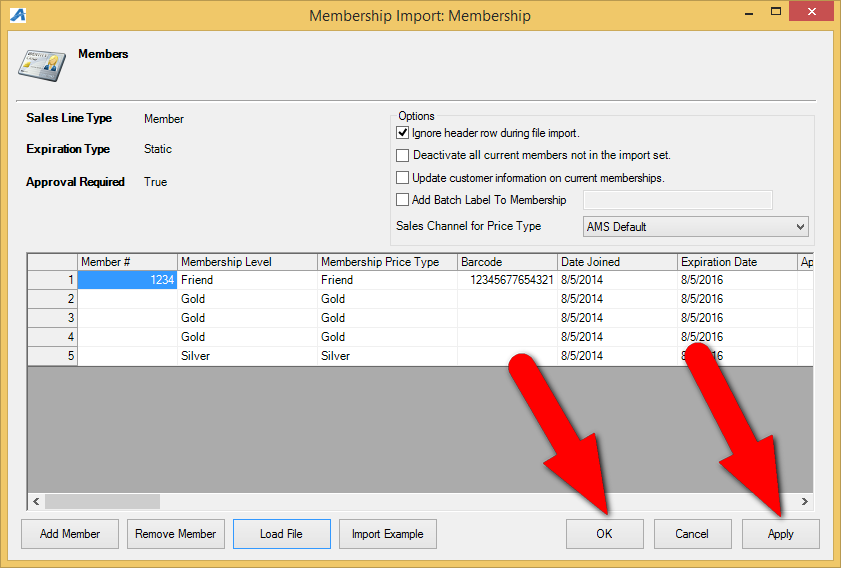 Membership Import: Membership
Members
Sales Line Type Member
Expiration Type Static
Approval Required True
Options
Ignore header row during file import.
Deactivate all current members not in the import set.
Update customer information on current memberships.
Add Batch Label To Membership
Sales Channel for Price Type AMS Default
Member # Membership Level Membership Price Type Barcode Date Joined Expiration Date Ap
1 1234 Friend Friend 12345677654321 8/5/2014 8/5/2016
2 Gold Gold 8/5/2014 8/5/2016
3 Gold Gold 8/5/2014 8/5/2016
4 Gold Gold 8/5/2014 8/5/2016
5 Silver Silver 8/5/2014 8/5/2016
Add Member Remove Member Load File Import Example OK Cancel Apply